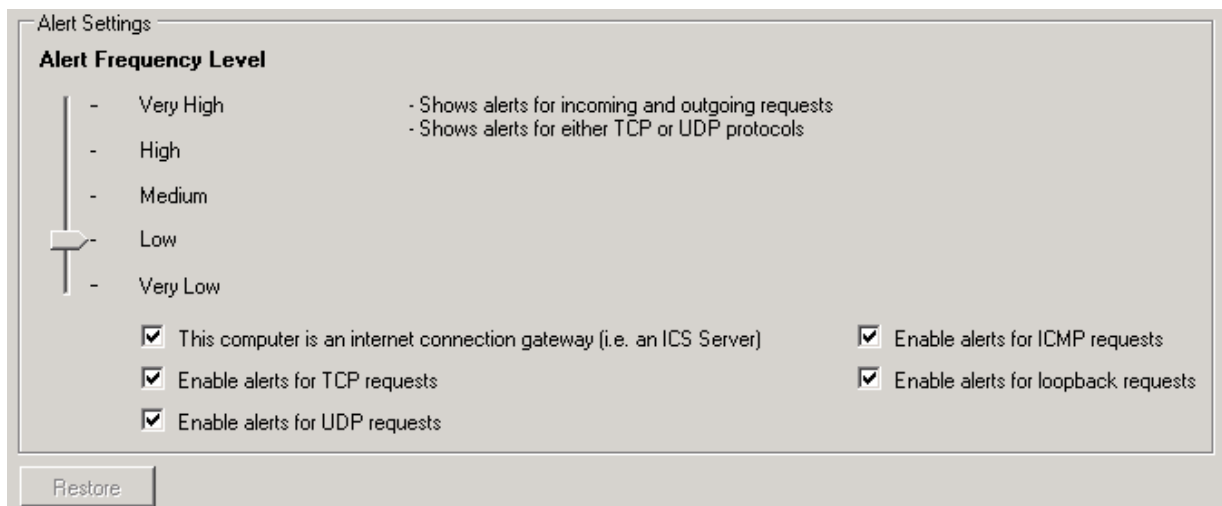 Alert Settings
Alert Frequency Level
- Very High
- Shows alerts for incoming and outgoing requests
- Shows alerts for either TCP or UDP protocols
- High
- Medium
- Low
- Very Low
This computer is an internet connection gateway (i.e. an ICS Server)
Enable alerts for ICMP requests
Enable alerts for TCP requests
Enable alerts for loopback requests
Enable alerts for UDP requests
Restore